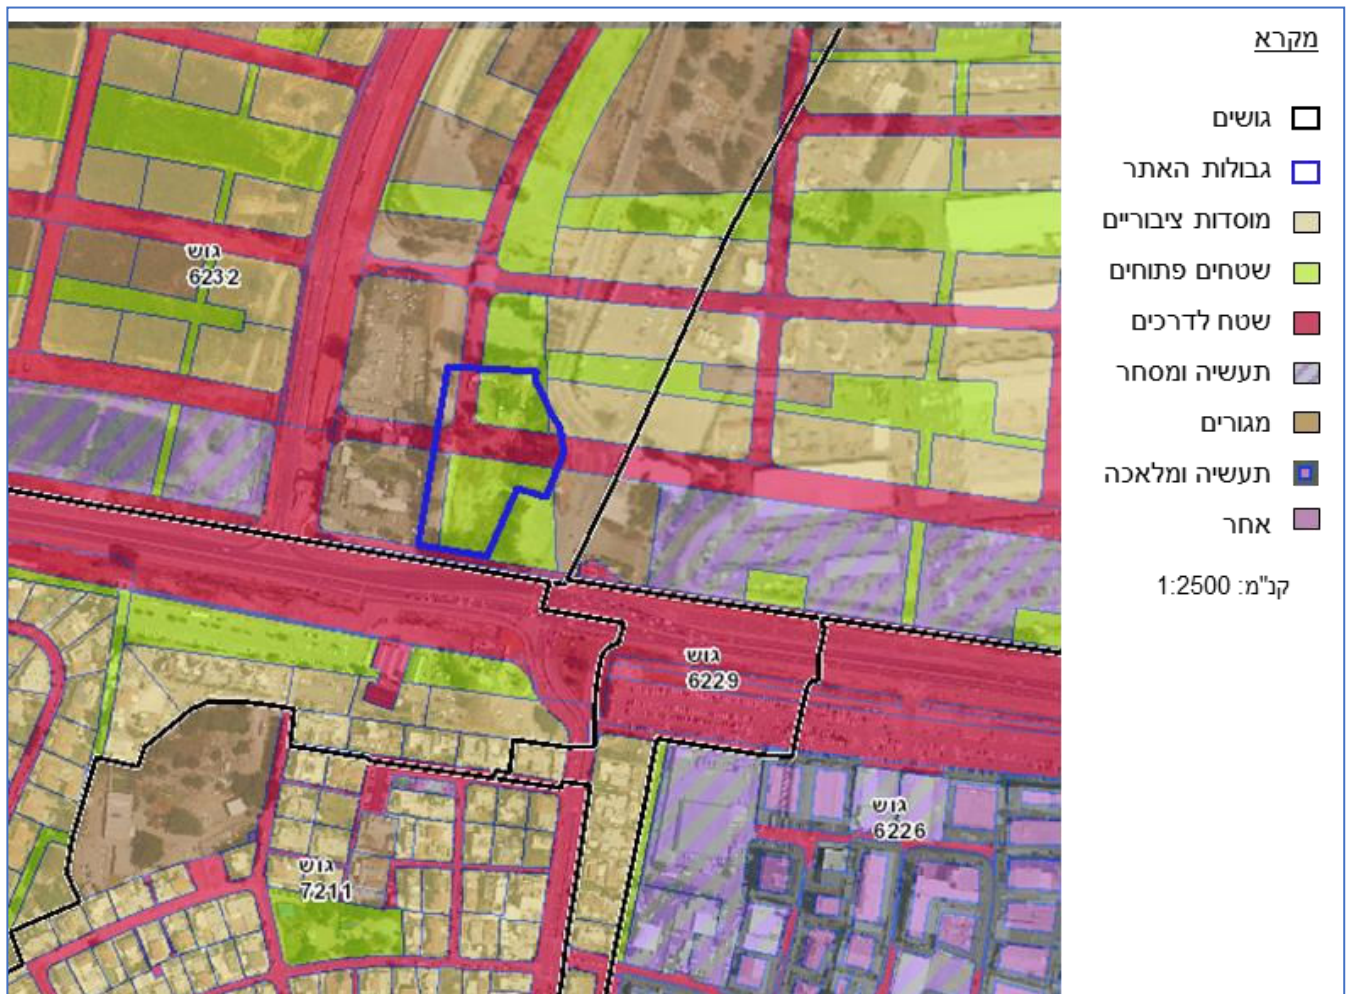 מקרא
גושים
גבולות האתר
מוסדות ציבוריים
שטחים פתוחים
שטח לדרכים
תעשיה ומסחר
מגורים
תעשיה ומלאכה
אחר
קנ"מ: 1:2500
גוש
6232
גוש
6229
גוש
6226
גוש
7211